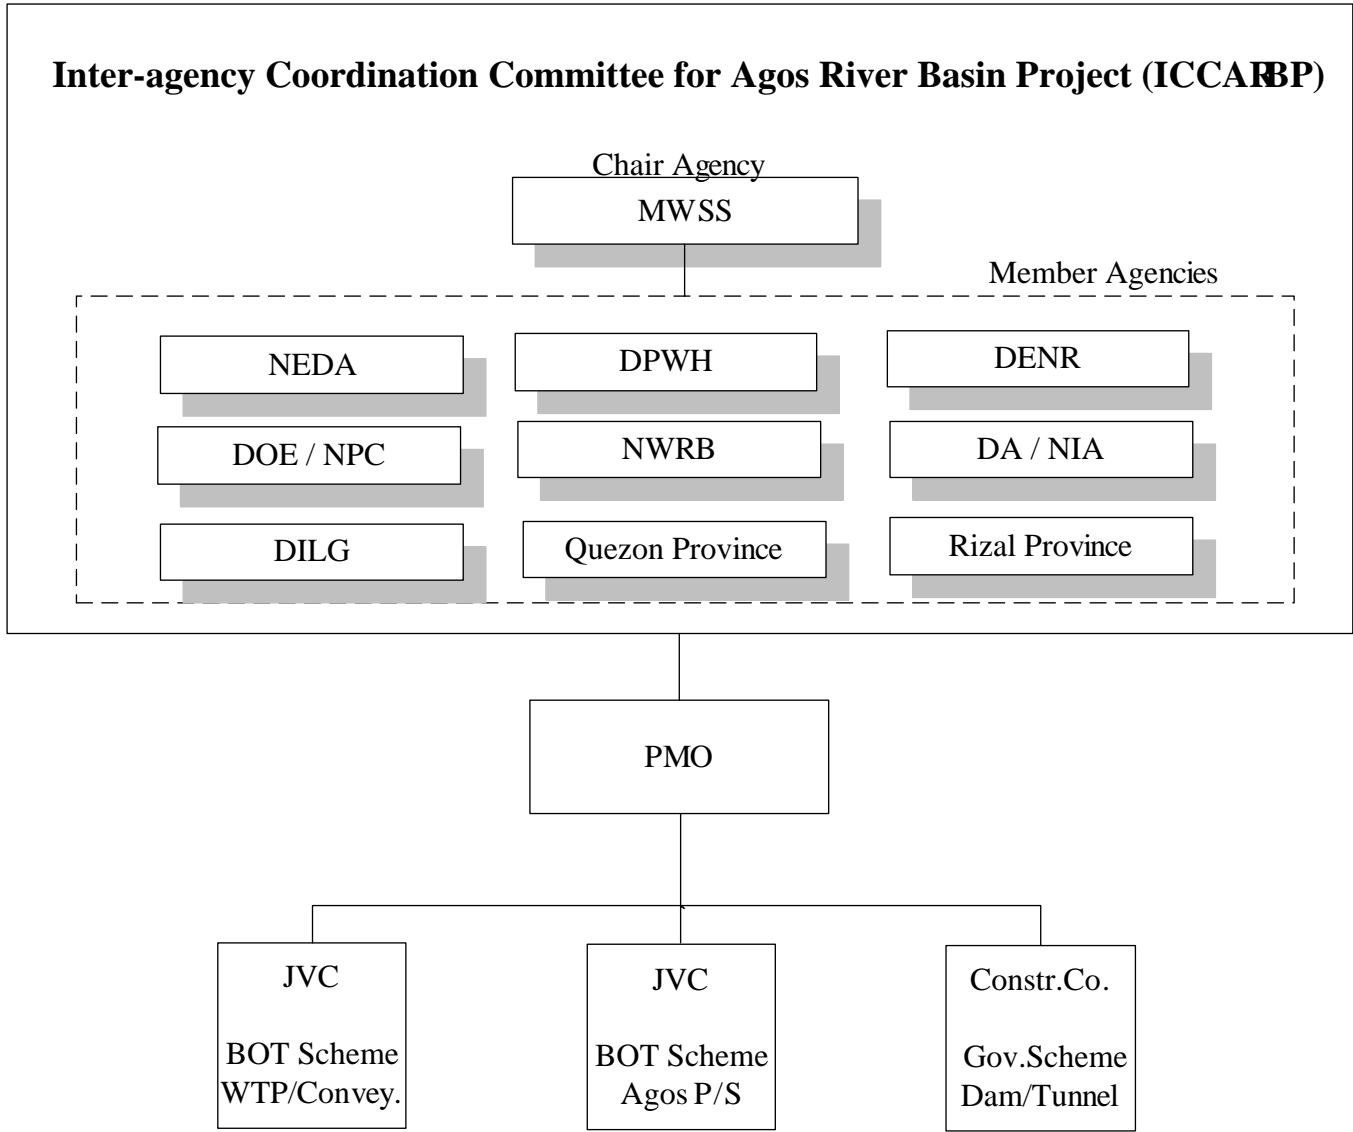 Inter-agency Coordination Committee for Agos River Basin Project (ICCARBP)
Chair Agency
MWSS
Member Agencies
NEDA
DPWH
DENR
DOE / NPC
NWRB
DA / NIA
DILG
Quezon Province
Rizal Province
PMO
JVC
BOT Scheme
WTP/Convey.
JVC
BOT Scheme
Agos P/S
Constr.Co.
Gov.Scheme
Dam/Tunnel